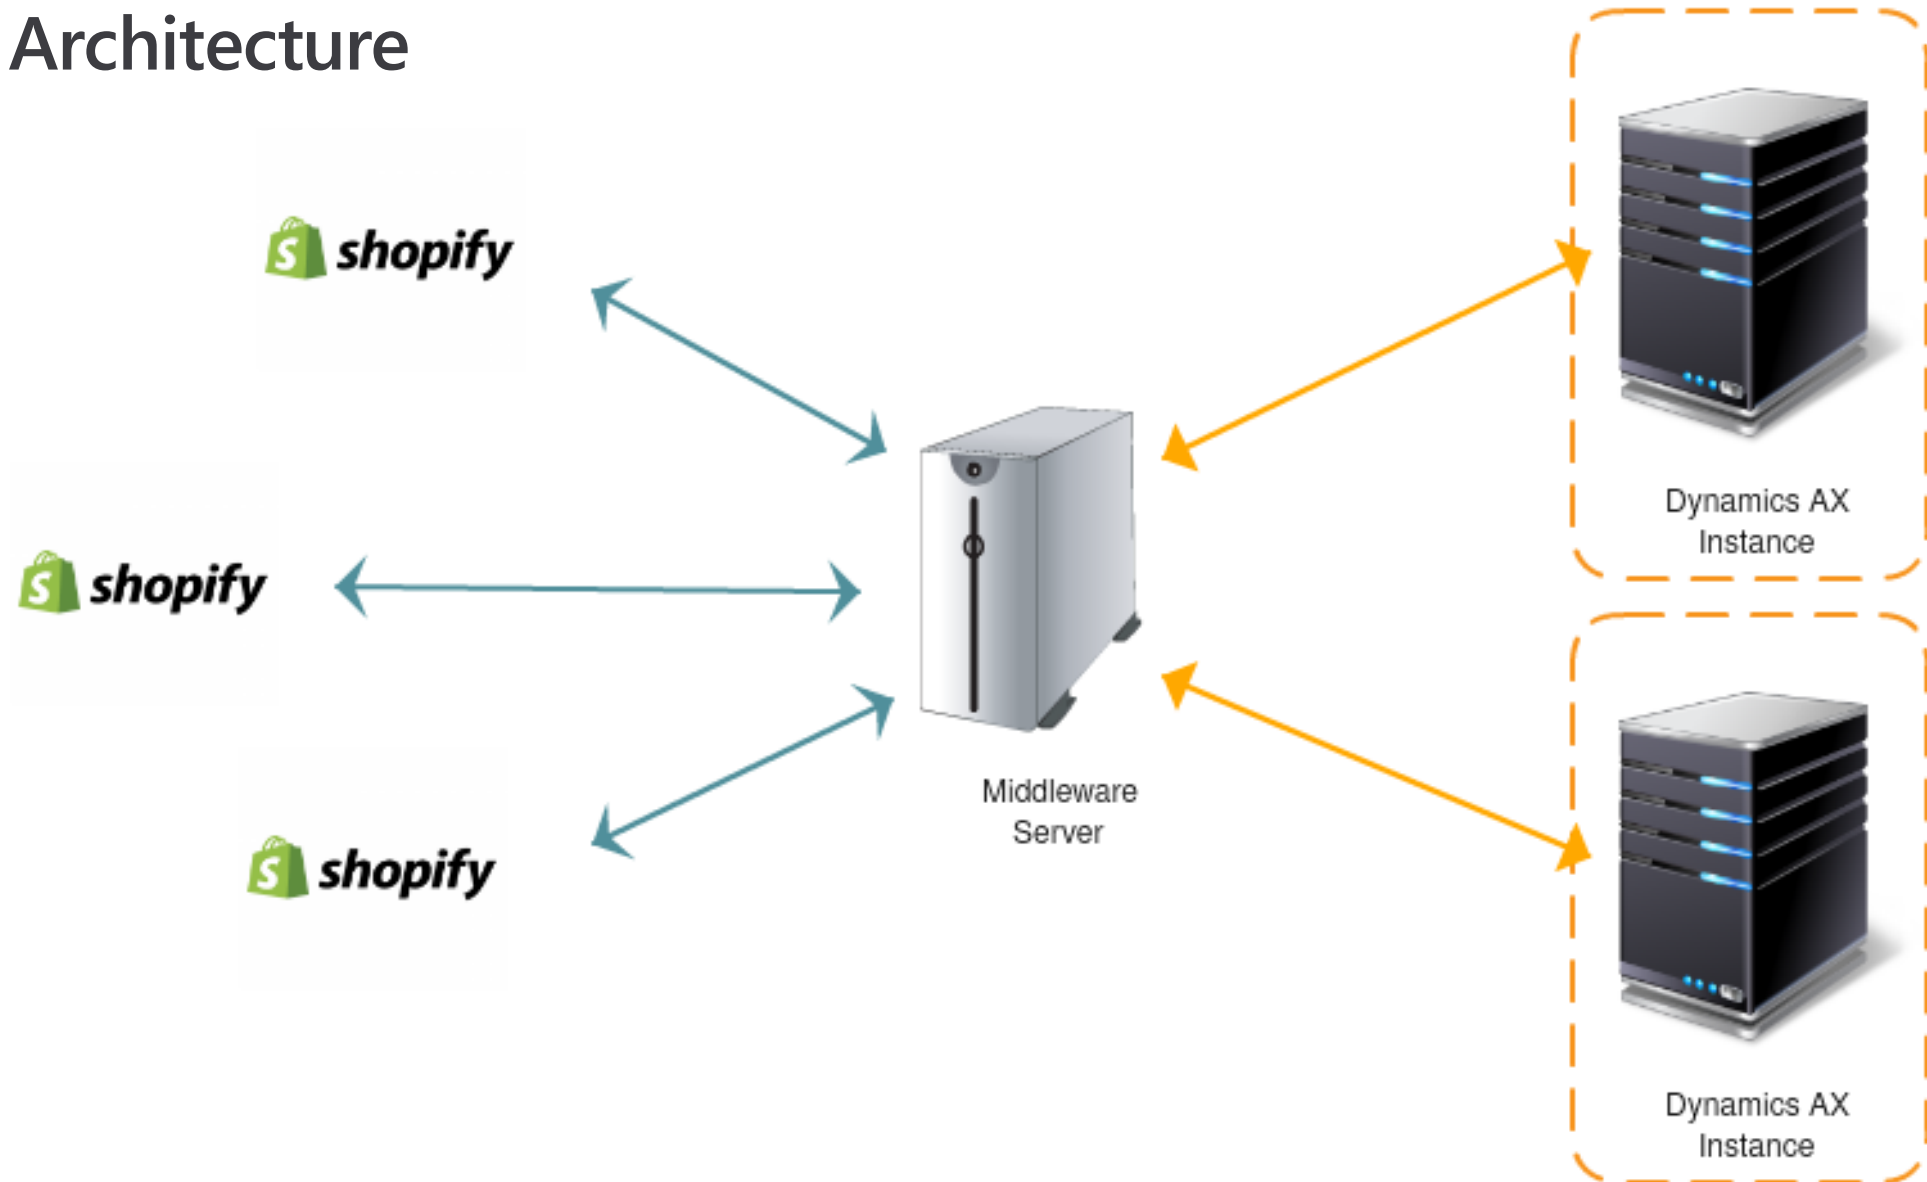 Architecture
shopify
shopify
shopify
Middleware
Server
Dynamics AX
Instance
Dynamics AX
Instance